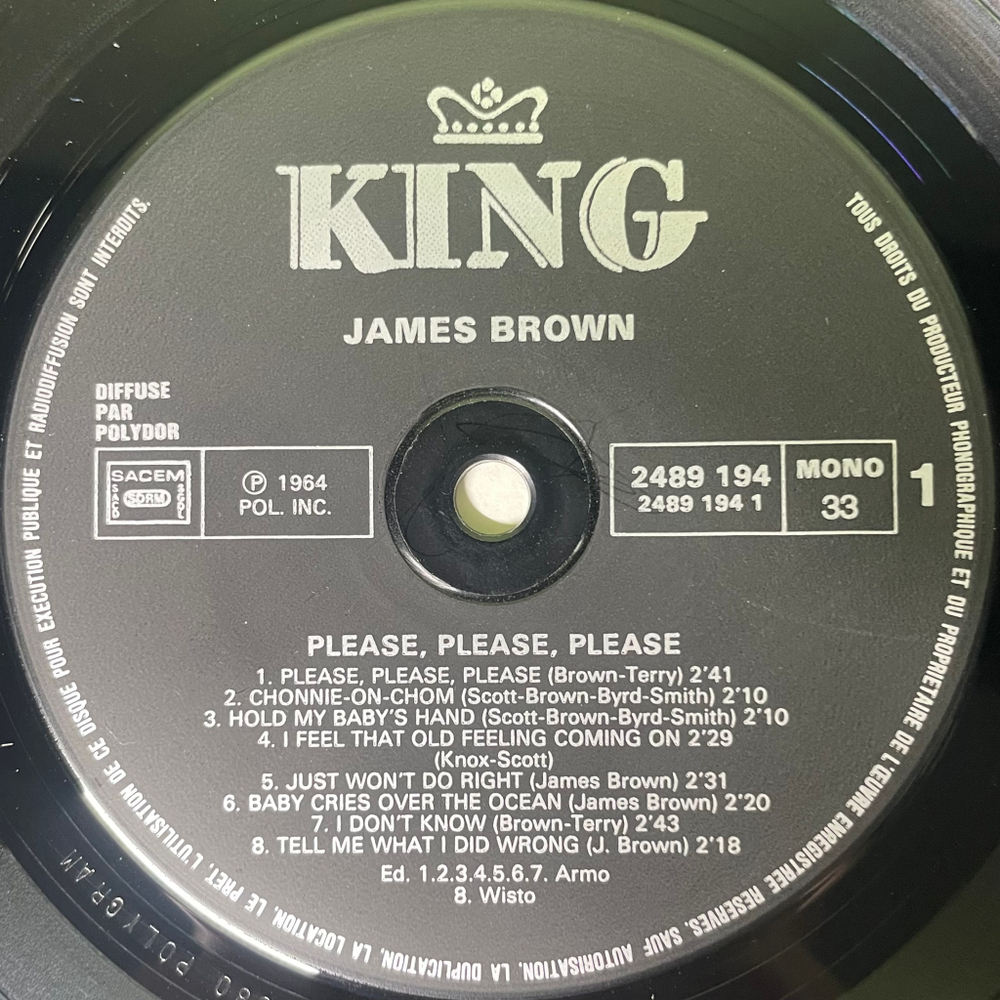 KING
JAMES BROWN
DIFFUSE
PAR
POLYDOR
SACEM
SACD
SDRM
SGDL
Ⓟ 1964
POL. INC.
2489 194
2489 194 1
MONO
33
1
PLEASE, PLEASE, PLEASE
1. PLEASE, PLEASE, PLEASE (Brown-Terry) 2'41
2. CHONNIE-ON-CHOM (Scott-Brown-Byrd-Smith) 2'10
3. HOLD MY BABY'S HAND (Scott-Brown-Byrd-Smith) 2'10
4. I FEEL THAT OLD FEELING COMING ON 2'29
(Knox-Scott)
5. JUST WON'T DO RIGHT (James Brown) 2'31
6. BABY CRIES OVER THE OCEAN (James Brown) 2'20
7. I DON'T KNOW (Brown-Terry) 2'43
8. TELL ME WHAT I DID WRONG (J. Brown) 2'18
Ed. 1.2.3.4.5.6.7. Armo
8. Wisto
TOUS DROITS DU PRODUCTEUR PHONOGRAPHIQUE ET DU PROPRIETAIRE DE L'ŒUVRE ENREGISTREE RESERVES. SAUF AUTORISATION, LA DUPLICATION, LA LOCATION, LE PRET, L'UTILISATION DE CE DISQUE POUR EXECUTION PUBLIQUE ET RADIODIFFUSION SONT INTERDITS.
POLYGRAM